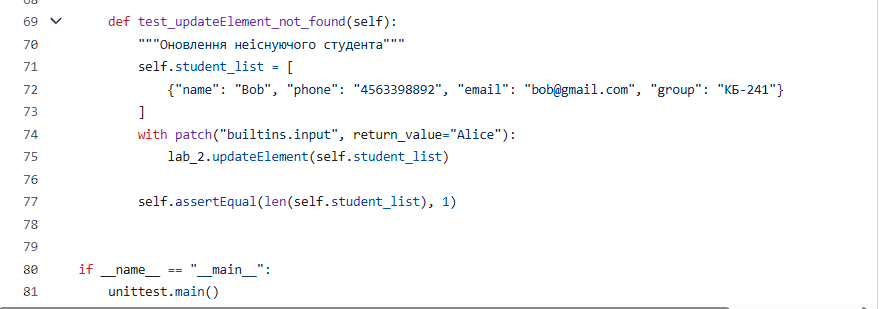 69 def test_updateElement_not_found(self):
70 """Оновлення неіснуючого студента"""
71 self.student_list = [
72 {"name": "Bob", "phone": "4563398892", "email": "bob@gmail.com", "group": "КБ-241"}
73 ]
74 with patch("builtins.input", return_value="Alice"):
75 lab_2.updateElement(self.student_list)
76
77 self.assertEqual(len(self.student_list), 1)
78
79
80 if __name__ == "__main__":
81 unittest.main()